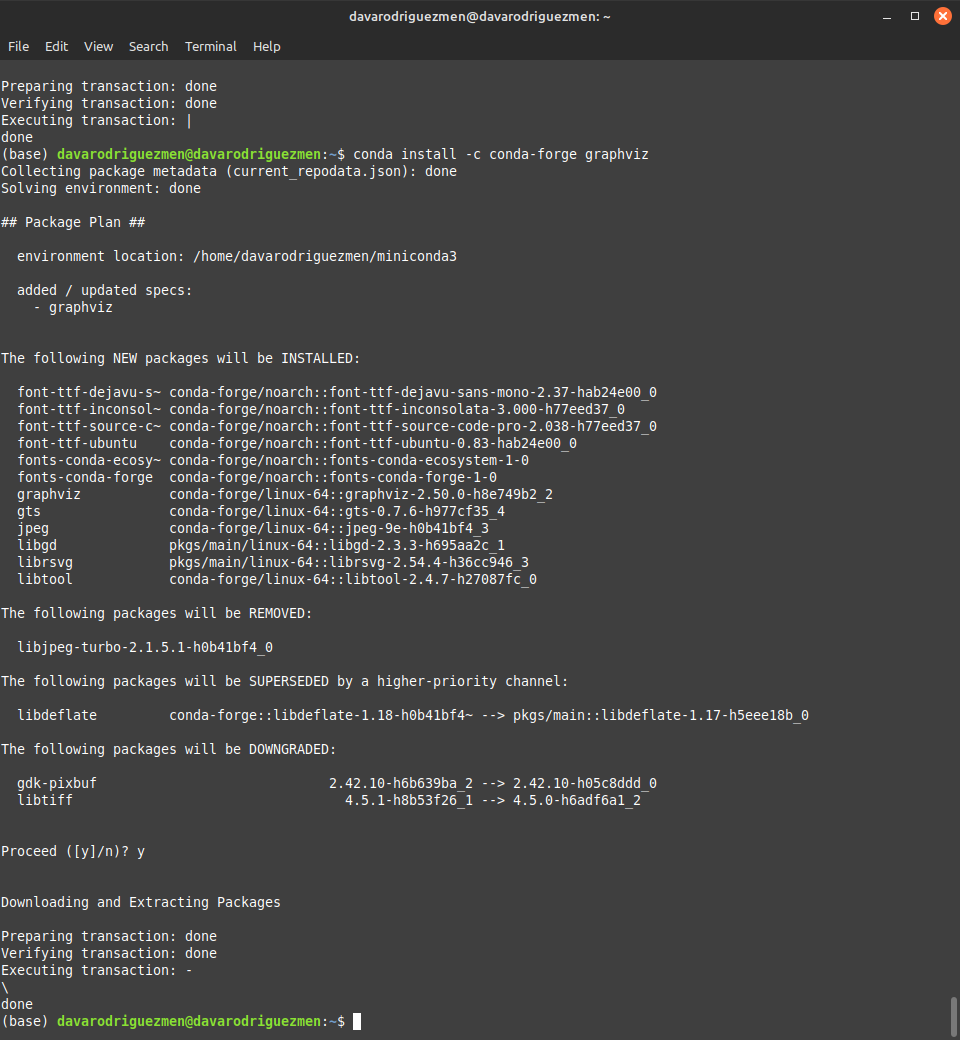 davarodriguezmen@davarodriguezmen: ~
File Edit View Search Terminal Help
Preparing transaction: done
Verifying transaction: done
Executing transaction: |
done
(base) davarodriguezmen@davarodriguezmen:~$ conda install -c conda-forge graphviz
Collecting package metadata (current_repodata.json): done
Solving environment: done
## Package Plan ##
environment location: /home/davarodriguezmen/miniconda3
added / updated specs:
- graphviz
The following NEW packages will be INSTALLED:
font-ttf-dejavu-s~ conda-forge/noarch::font-ttf-dejavu-sans-mono-2.37-hab24e00_0
font-ttf-inconsol~ conda-forge/noarch::font-ttf-inconsolata-3.000-h77eed37_0
font-ttf-source-c~ conda-forge/noarch::font-ttf-source-code-pro-2.038-h77eed37_0
font-ttf-ubuntu conda-forge/noarch::font-ttf-ubuntu-0.83-hab24e00_0
fonts-conda-ecosy~ conda-forge/noarch::fonts-conda-ecosystem-1-0
fonts-conda-forge conda-forge/noarch::fonts-conda-forge-1-0
graphviz conda-forge/linux-64::graphviz-2.50.0-h8e749b2_2
gts conda-forge/linux-64::gts-0.7.6-h977cf35_4
jpeg conda-forge/linux-64::jpeg-9e-h0b41bf4_3
libgd pkgs/main/linux-64::libgd-2.3.3-h695aa2c_1
librsvg pkgs/main/linux-64::librsvg-2.54.4-h36cc946_3
libtool conda-forge/linux-64::libtool-2.4.7-h27087fc_0
The following packages will be REMOVED:
libjpeg-turbo-2.1.5.1-h0b41bf4_0
The following packages will be SUPERSEDED by a higher-priority channel:
libdeflate conda-forge::libdeflate-1.18-h0b41bf4~ --> pkgs/main::libdeflate-1.17-h5eee18b_0
The following packages will be DOWNGRADED:
gdk-pixbuf 2.42.10-h6b639ba_2 --> 2.42.10-h05c8ddd_0
libtiff 4.5.1-h8b53f26_1 --> 4.5.0-h6adf6a1_2
Proceed ([y]/n)? y
Downloading and Extracting Packages
Preparing transaction: done
Verifying transaction: done
Executing transaction: -
\
done
(base) davarodriguezmen@davarodriguezmen:~$